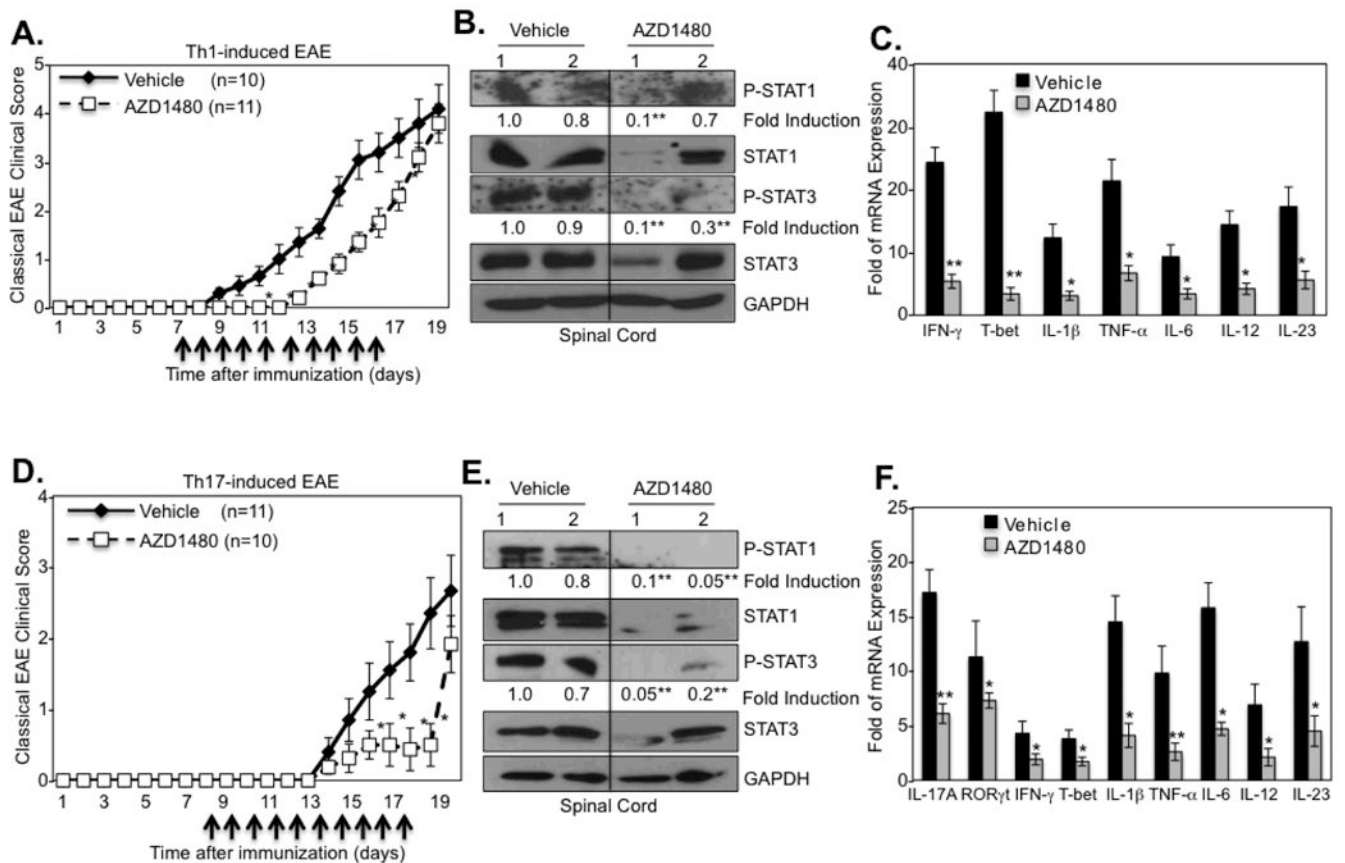 A.
Th1-induced EAE
Classical EAE Clinical Score
5
4
3
2
1
0
Vehicle (n=10)
AZD1480 (n=11)
* * * * * * * *
1 3 5 7 9 11 13 15 17 19
Time after immunization (days)
B.
Vehicle AZD1480
1 2 1 2
P-STAT1
1.0 0.8 0.1** 0.7 Fold Induction
STAT1
P-STAT3
1.0 0.9 0.1** 0.3** Fold Induction
STAT3
GAPDH
Spinal Cord
C.
Fold of mRNA Expression
40
20
20
10
0
Vehicle
AZD1480
** ** * * * * *
IFN-γ T-bet IL-1β TNF-α IL-6 IL-12 IL-23
D.
Th17-induced EAE
Classical EAE Clinical Score
4
3
2
1
0
Vehicle (n=11)
AZD1480 (n=10)
* * * *
1 3 5 7 9 11 13 15 17 19
Time after immunization (days)
E.
Vehicle AZD1480
1 2 1 2
P-STAT1
1.0 0.8 0.1** 0.05** Fold Induction
STAT1
P-STAT3
1.0 0.7 0.05** 0.2** Fold Induction
STAT3
GAPDH
Spinal Cord
F.
Fold of mRNA Expression
25
20
15
10
5
0
Vehicle
AZD1480
** * * * * ** * * *
IL-17A RORγt IFN-γ T-bet IL-1β TNF-α IL-6 IL-12 IL-23